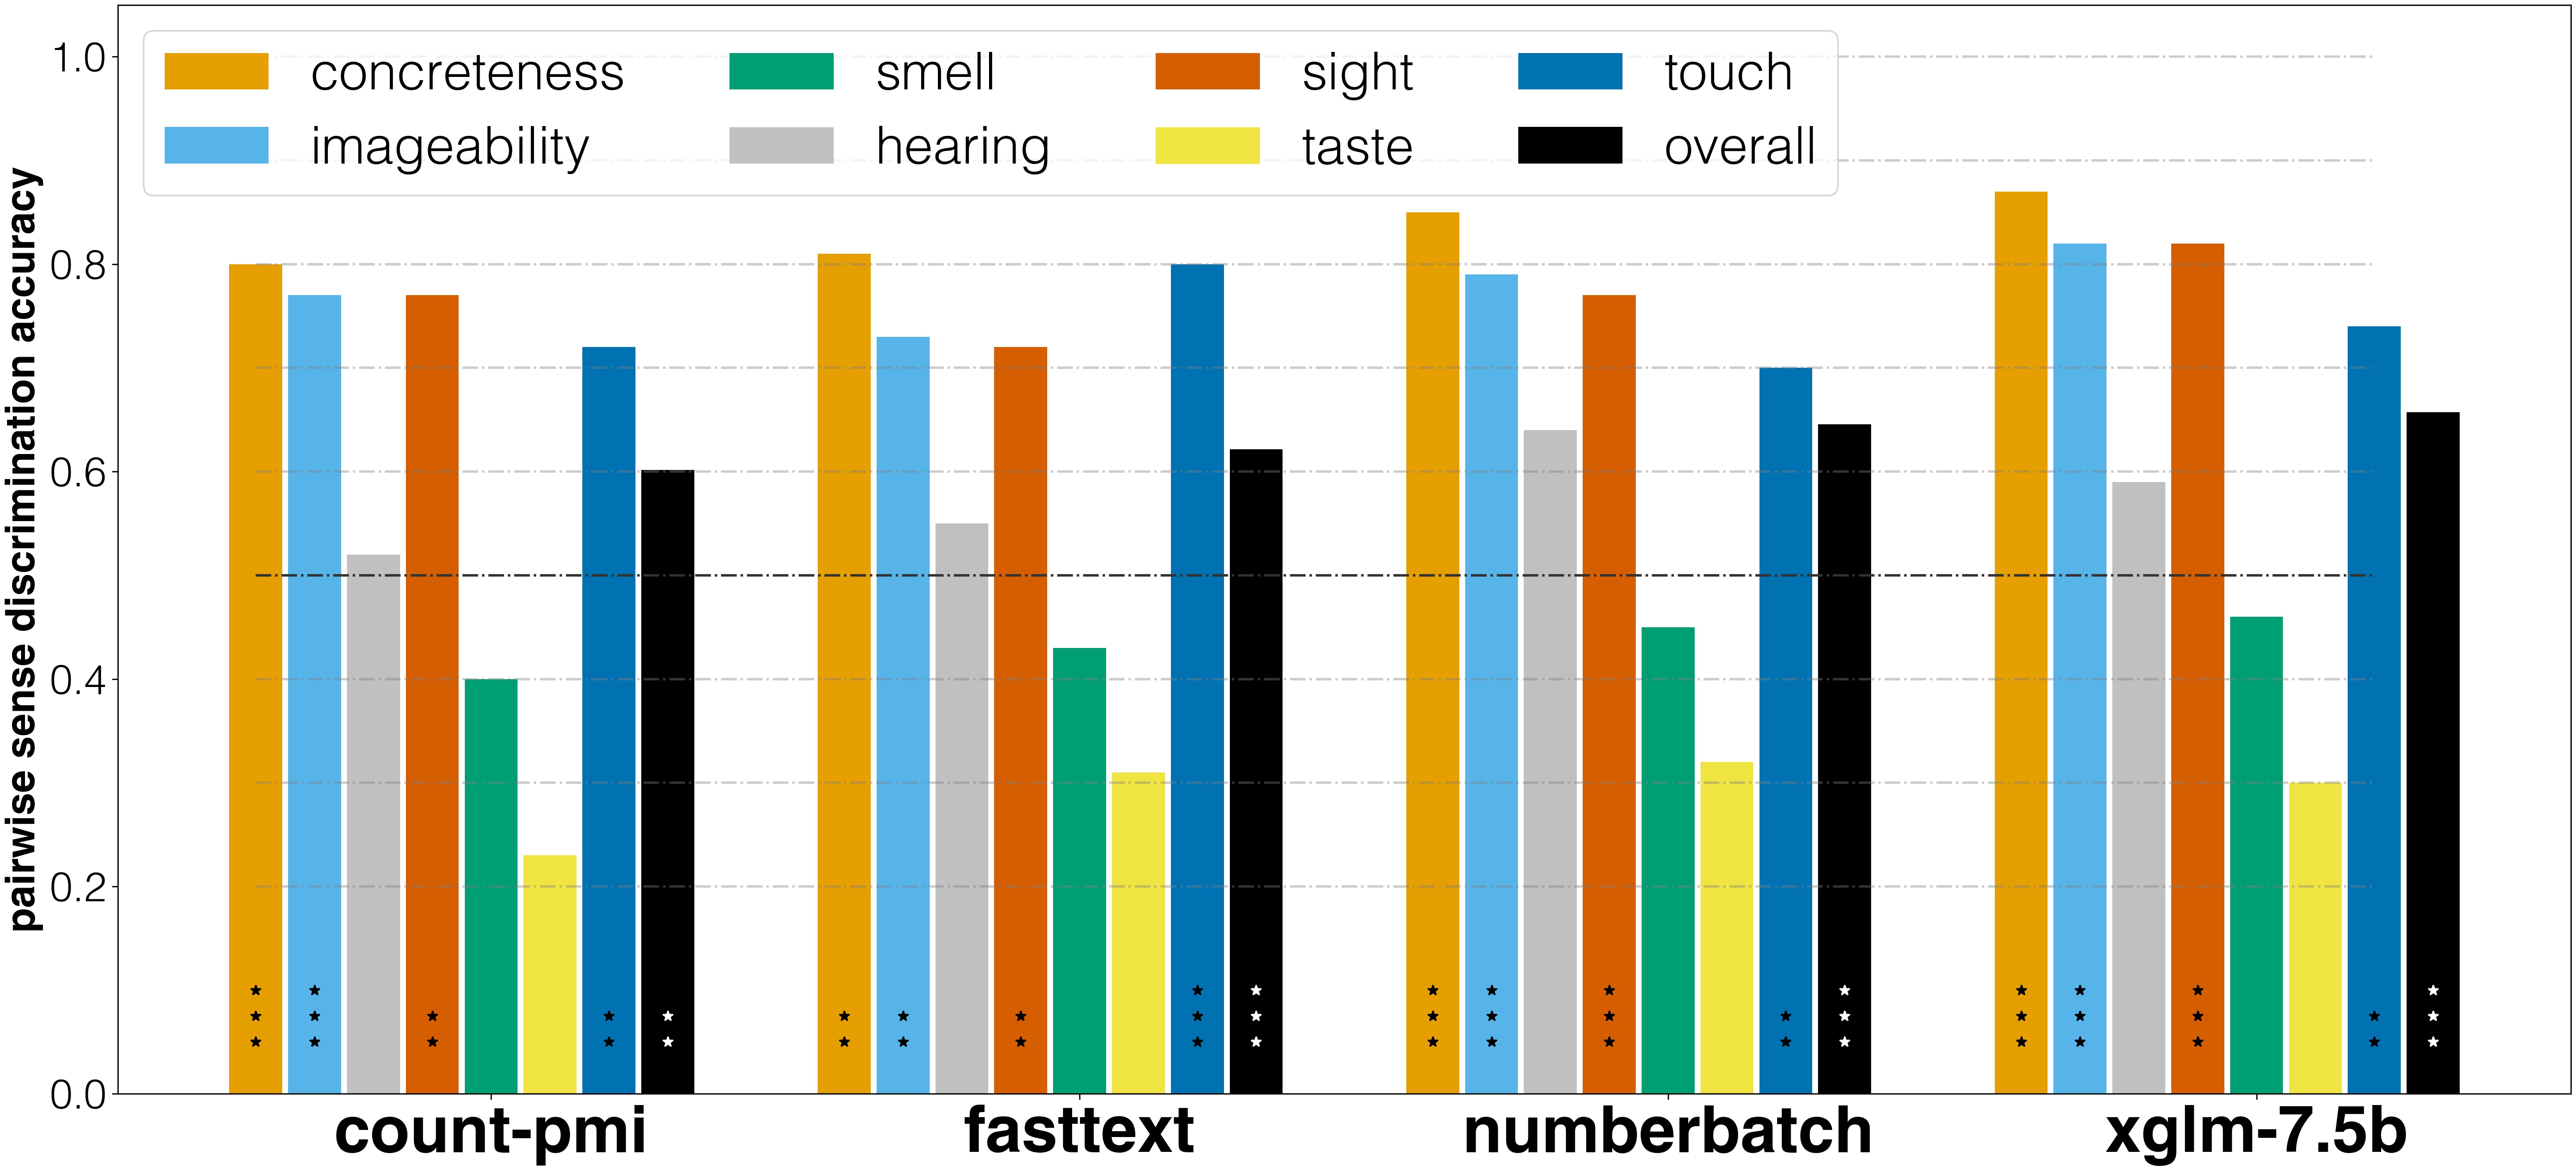 pairwise sense discrimination accuracy
1.0
0.8
0.6
0.4
0.2
0.0
concreteness smell sight touch
imageability hearing taste overall
count-pmi fasttext numberbatch xglm-7.5b